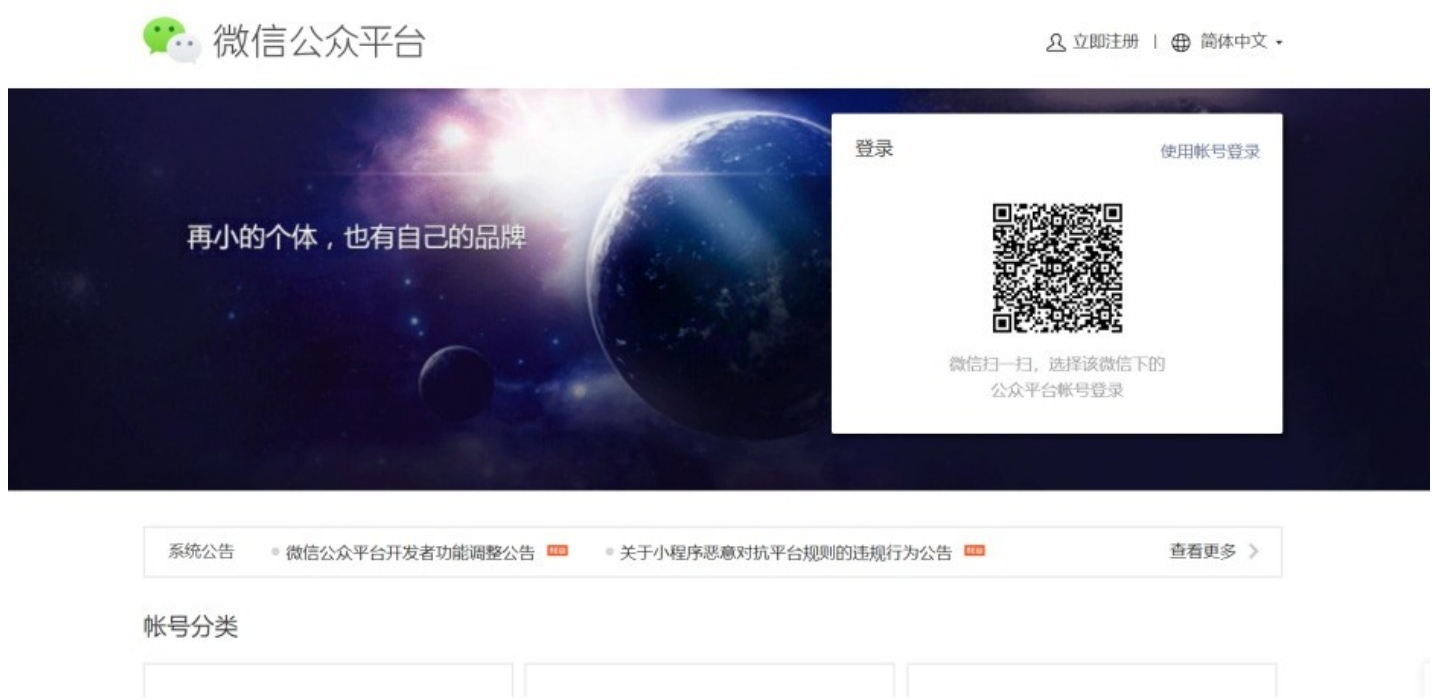 微信公众平台
立即注册 | 简体中文
登录
使用帐号登录
再小的个体，也有自己的品牌
微信扫一扫，选择该微信下的
公众平台帐号登录
系统公告 微信公众平台开发者功能调整公告 关于小程序恶意对抗平台规则的违规行为公告 查看更多
帐号分类